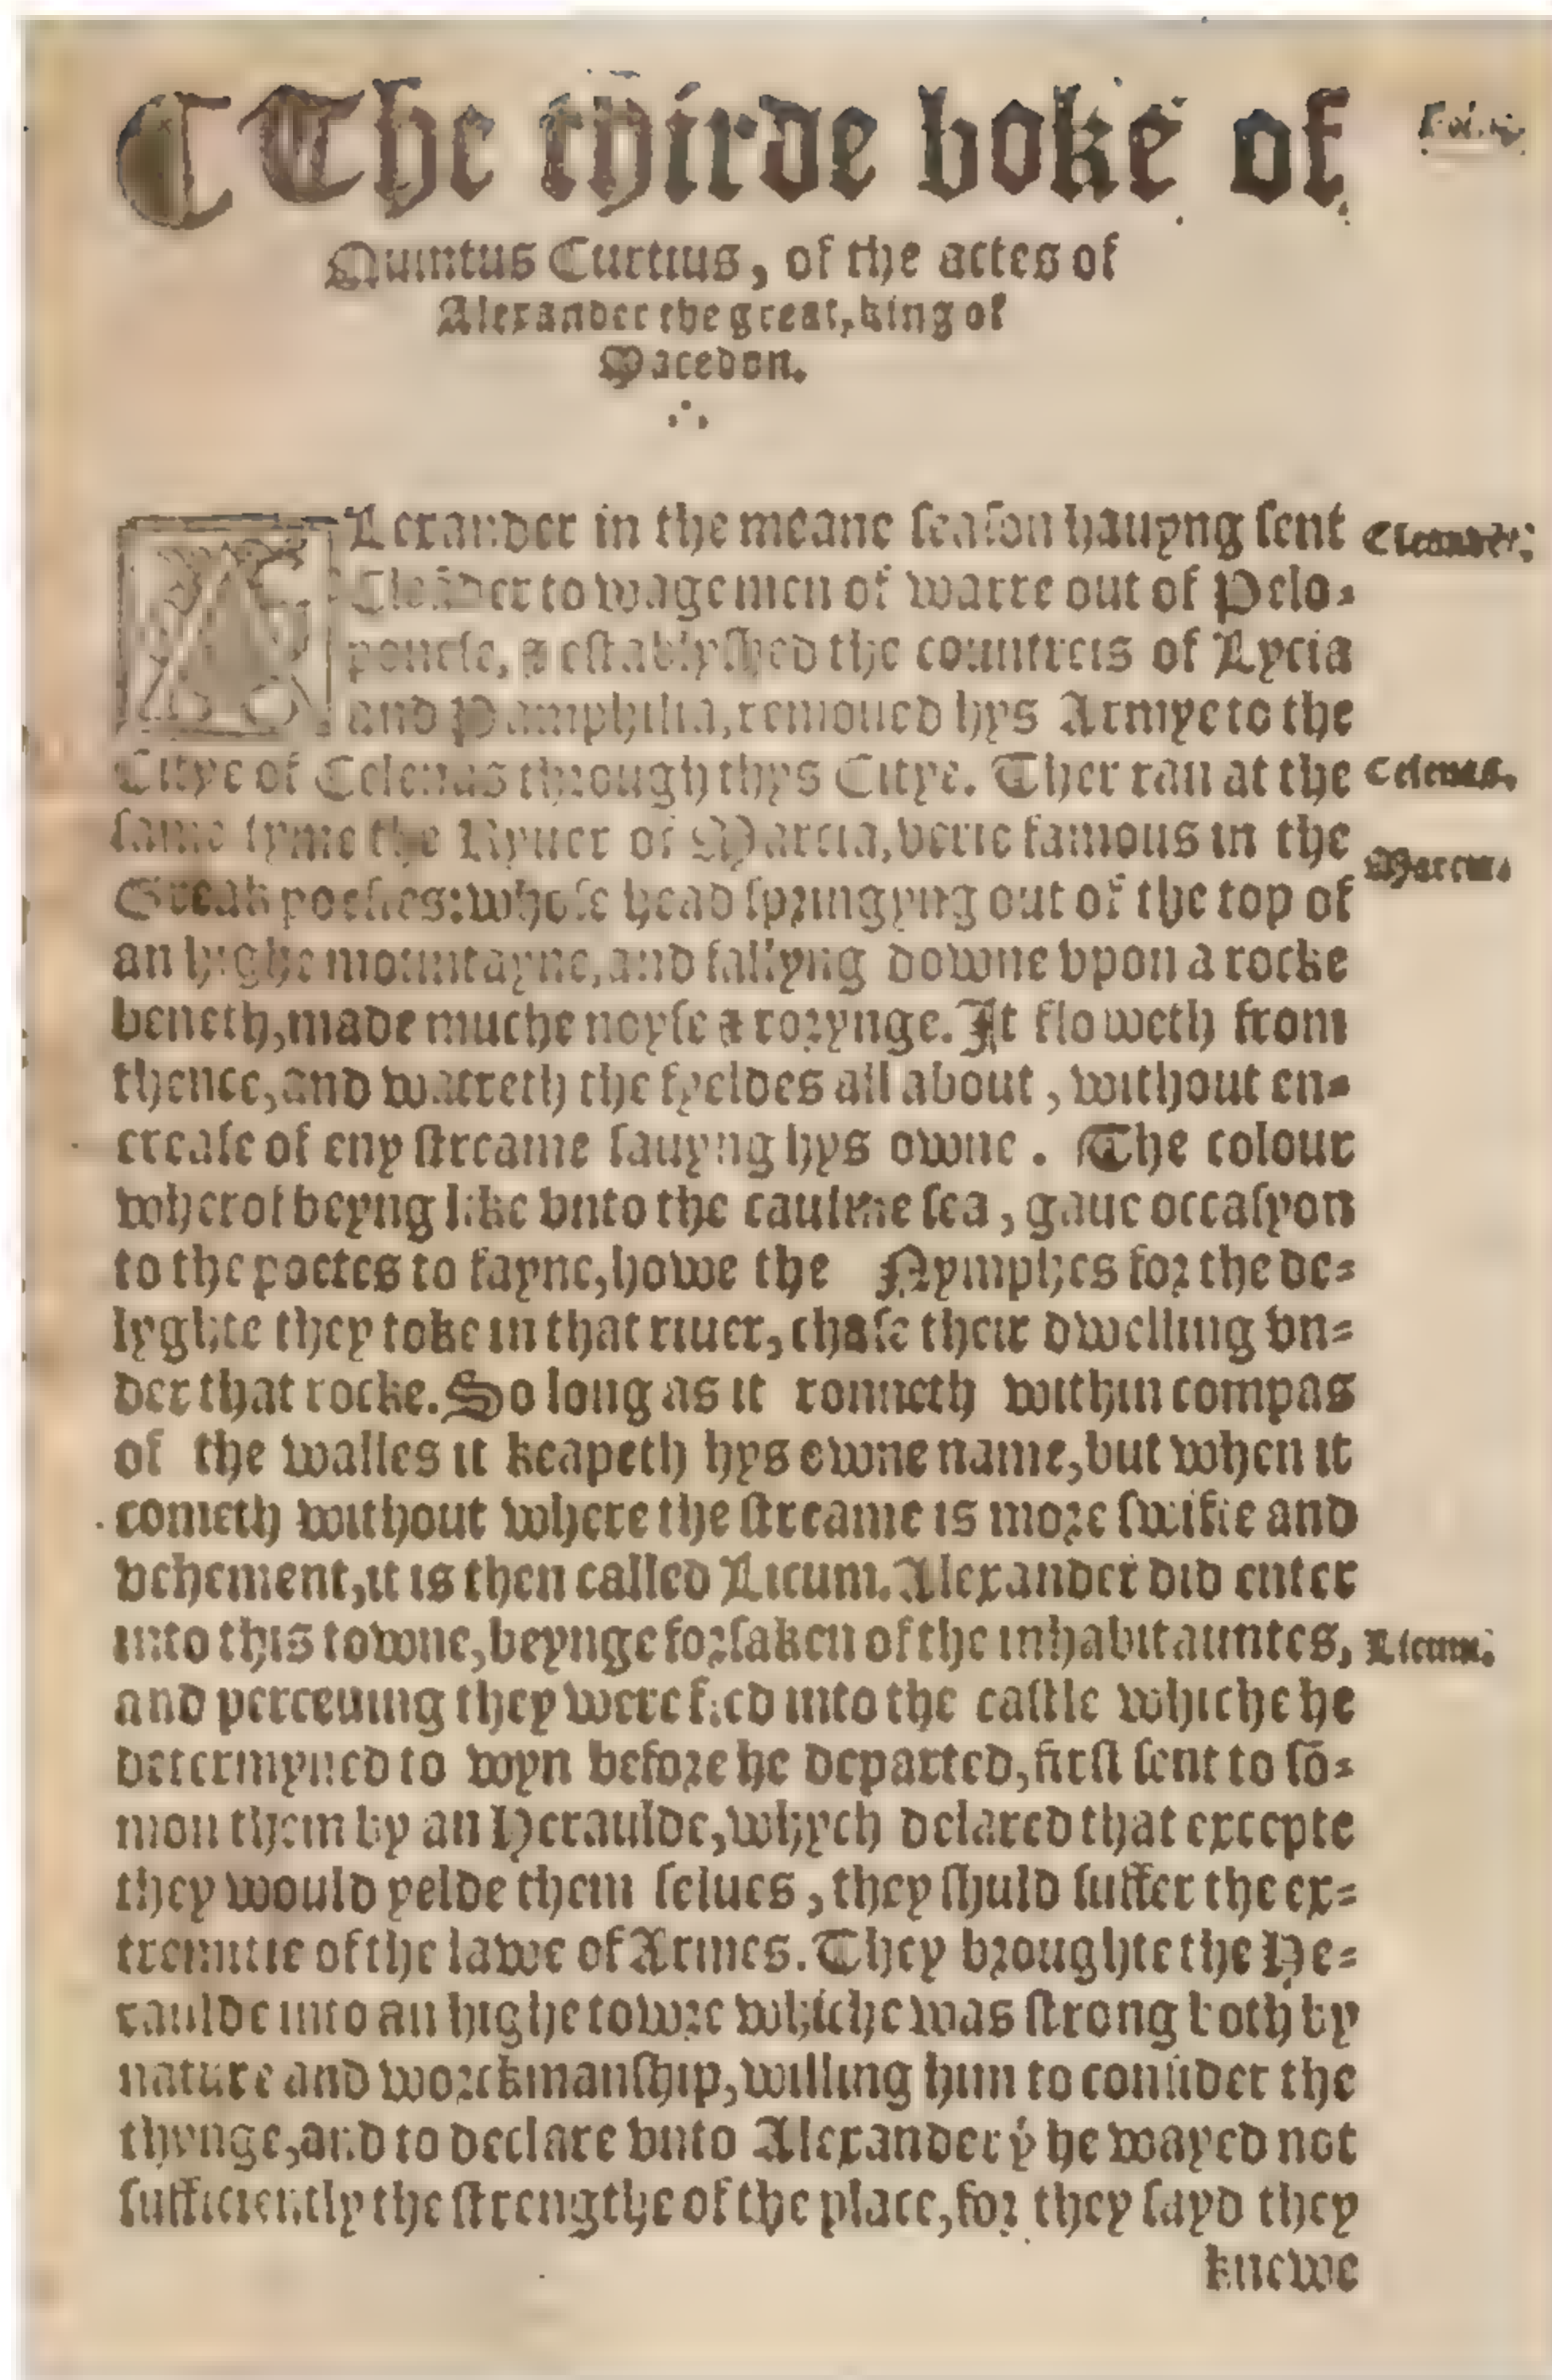 ¶The thirde boke of
Quintus Curtius, of the actes of
Alexander the great, king of
Macedon.
ALexander in the meane season hauyng sent
Cleander.
Cleãder to wage men of warre out of Pelo-
ponese, & establyshed the countreis of Lycia
and Pamphilia, remoued hys Armye to the
Citye of Celenas through thys Citye. Ther ran at the
Celenas.
same tyme the Ryuer of Marcia, verie famous in the
Marcia.
Greak poesies: whose head springyng out of the top of
an highe mountayne, and fallyng downe vpon a rocke
beneth, made muche noyse & rorynge. It floweth from
thence, and watreth the fyeldes all about, without en-
crease of eny streame sauyng hys owne. The colour
wherof beyng like vnto the caulme sea, gaue occasyon
to the poetes to fayne, howe the Nymphes for the de-
lyghte they toke in that riuer, chase their dwelling vn-
der that rocke. So long as it ronneth within compas
of the walles it keapeth hys owne name, but when it
cometh without where the streame is more swifte and
vehement, it is then called Licum. Alexander did enter
into this towne, beynge forsaken of the inhabitauntes,
Licum.
and perceuing they were fled into the castle whiche he
determyned to wyn before he departed, first sent to sõ-
mon them by an Heraulde, whych delared that excepte
they would yelde them selues, they shuld suffer the ex-
tremitie of the lawe of Armes. They broughte the He-
raulde into an highe towre whiche was strong both by
nature and worckmanship, willing him to consider the
thynge, and to declare vnto Alexander yͭ he wayed not
sufficiently the strengthe of the place, for they sayd they
knewe